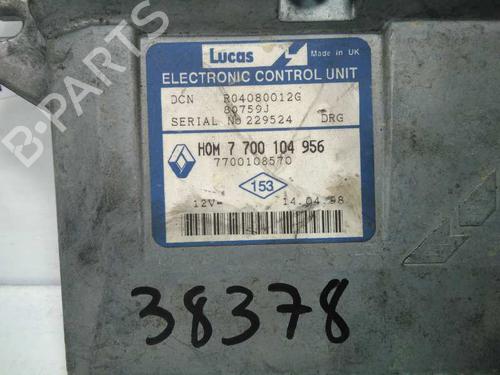 Lucas Made in UK
ELECTRONIC CONTROL UNIT
DCN R04080012G
80759J
SERIAL No 229524 DRG
HOM 7 700 104 956
7700108570
153
12V- 14.04.98
38378
B-PARTS